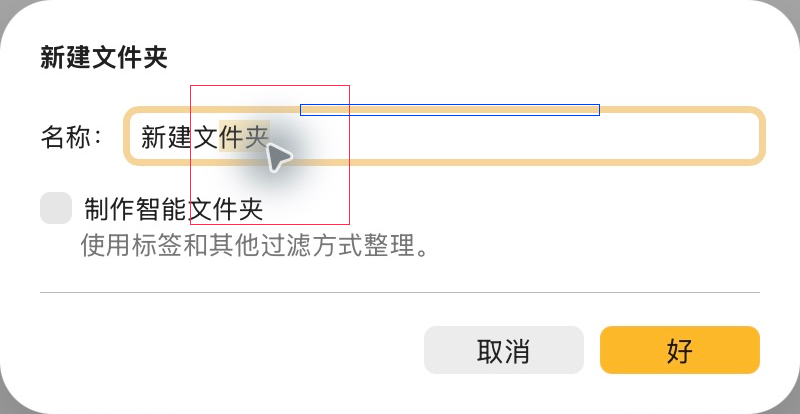 新建文件夹
名称：
新建文件夹
制作智能文件夹
使用标签和其他过滤方式整理。
取消
好